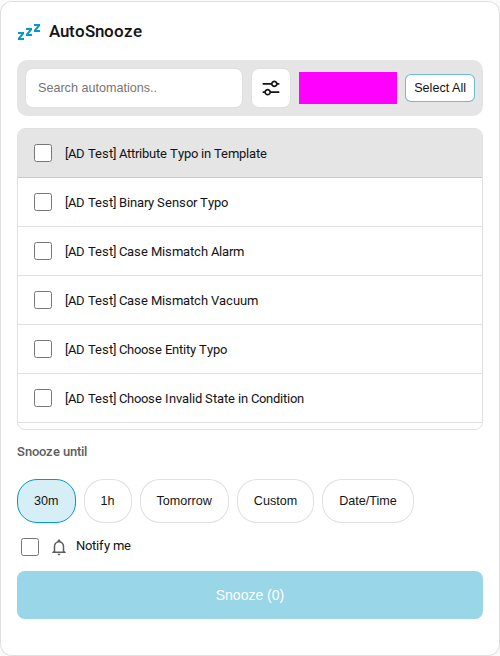 zzz AutoSnooze
Search automations..
Select All
[AD Test] Attribute Typo in Template
[AD Test] Binary Sensor Typo
[AD Test] Case Mismatch Alarm
[AD Test] Case Mismatch Vacuum
[AD Test] Choose Entity Typo
[AD Test] Choose Invalid State in Condition
Snooze until
30m 1h Tomorrow Custom Date/Time
Notify me
Snooze (0)